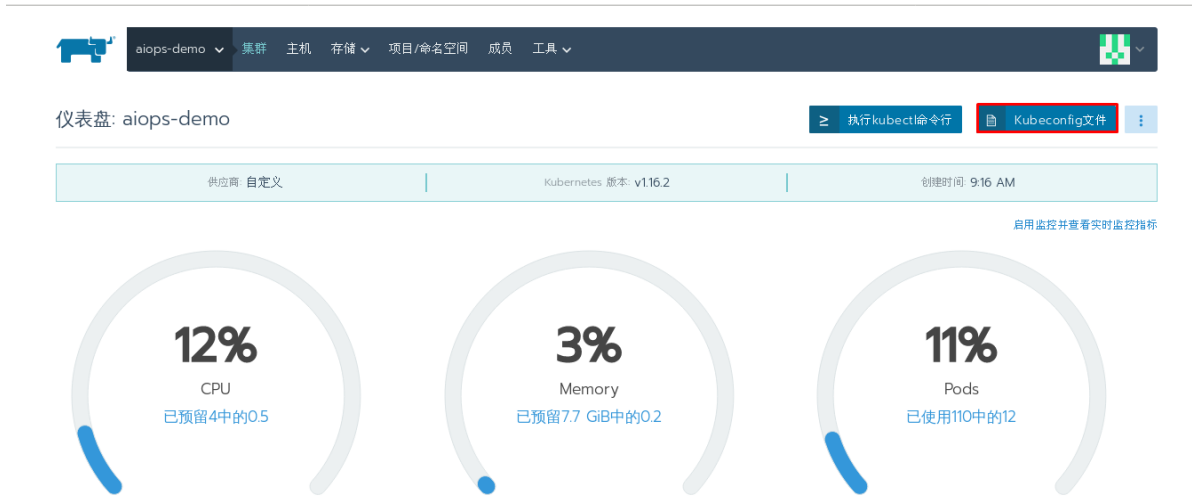 aiops-demo 集群 主机 存储 项目/命名空间 成员 工具
仪表盘: aiops-demo
执行kubectl命令行 Kubeconfig文件
供应商: 自定义 Kubernetes 版本: v1.16.2 创建时间: 9:16 AM
启用监控并查看实时监控指标
12% 3% 11%
CPU Memory Pods
已预留4中的0.5 已预留7.7 GiB中的0.2 已使用110中的12